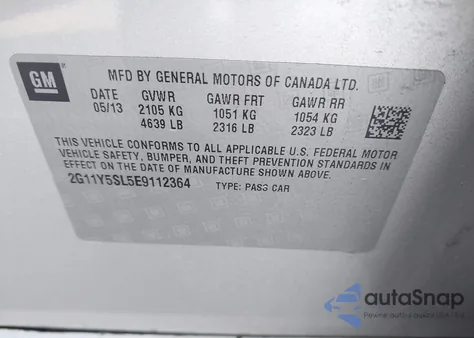 GM
MFD BY GENERAL MOTORS OF CANADA LTD.
DATE GVWR GAWR FRT GAWR RR
05/13 2105 KG 1051 KG 1054 KG
4639 LB 2316 LB 2323 LB
THIS VEHICLE CONFORMS TO ALL APPLICABLE U.S. FEDERAL MOTOR
VEHICLE SAFETY, BUMPER, AND THEFT PREVENTION STANDARDS
IN EFFECT ON THE DATE OF MANUFACTURE SHOWN ABOVE.
2G11Y5SL5E9112364 TYPE: PASS CAR
autoSnap